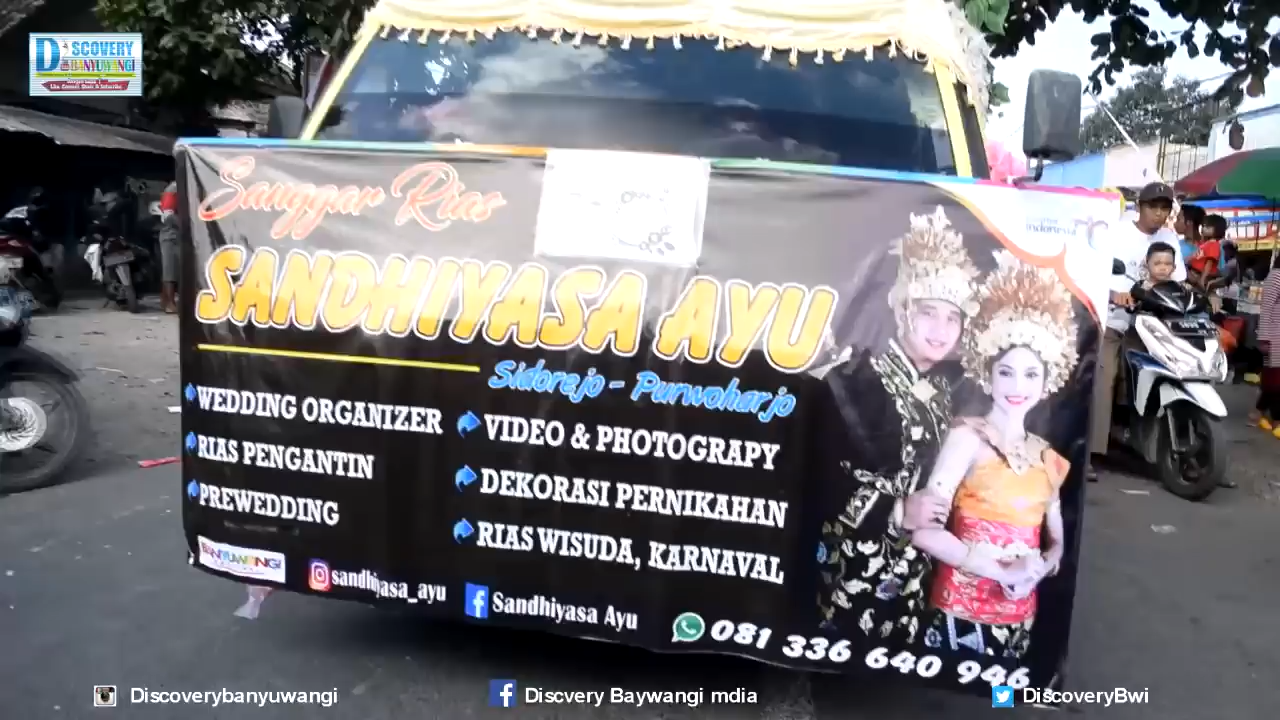 DISCOVERY
BANYUWANGI
Sanggar Rias
SANDHIYASA AYU
Sidorejo - Purwoharjo
WEDDING ORGANIZER
RIAS PENGANTIN
PREWEDDING
VIDEO & PHOTOGRAPY
DEKORASI PERNIKAHAN
RIAS WISUDA, KARNAVAL
BANYUWANGI
sandhiyasa_ayu
Sandhiyasa Ayu
081 336 640 946
indonesia
Discoverybanyuwangi
Discvery Baywangi mdia
DiscoveryBwi